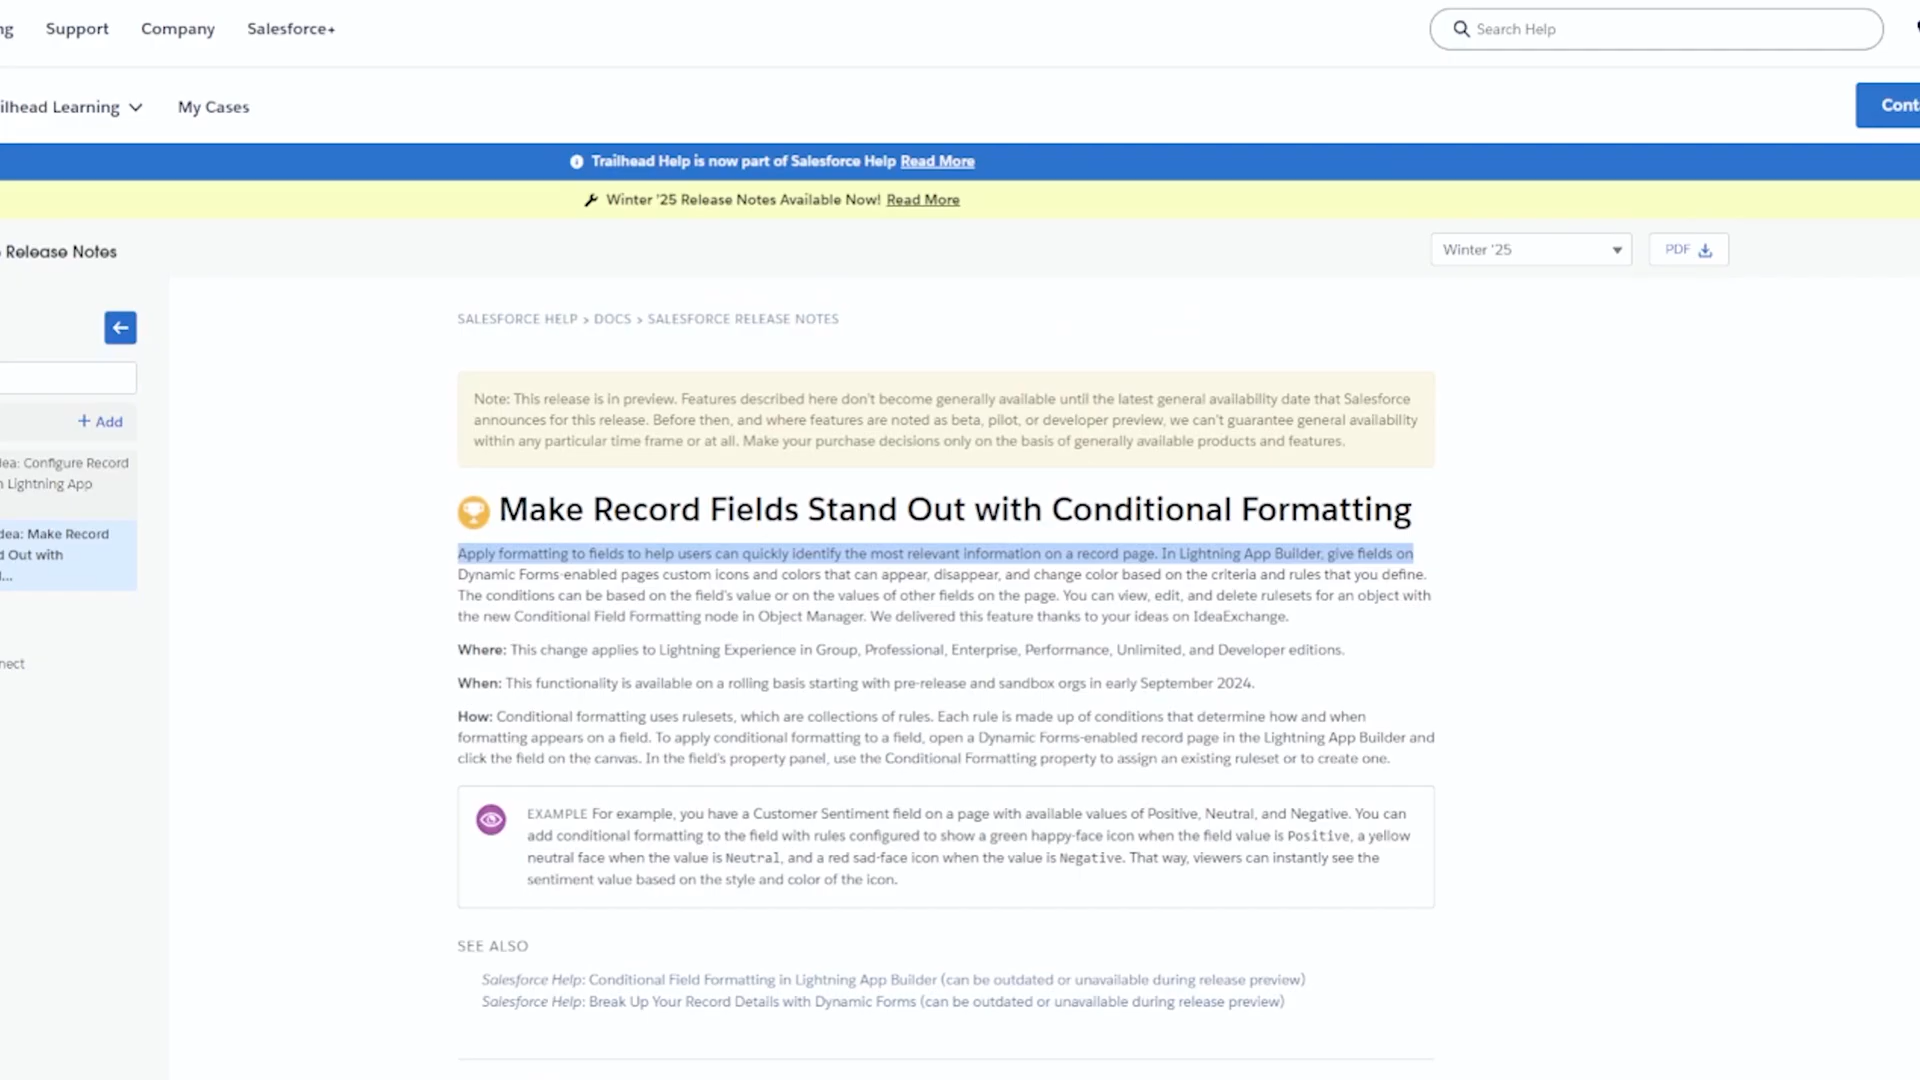 Support Company Salesforce+
Search Help
Learning My Cases
Trailhead Help is now part of Salesforce Help Read More
Winter '25 Release Notes Available Now! Read More
Release Notes
Winter '25
PDF
SALESFORCE HELP > DOCS > SALESFORCE RELEASE NOTES
+ Add
Configure Record
Lightning App
Make Record
Out with
...
Note: This release is in preview. Features described here don't become generally available until the latest general availability date that Salesforce
announces for this release. Before then, and where features are noted as beta, pilot, or developer preview, we can't guarantee general availability
within any particular time frame or at all. Make your purchase decisions only on the basis of generally available products and features.
Make Record Fields Stand Out with Conditional Formatting
Apply formatting to fields to help users can quickly identify the most relevant information on a record page. In Lightning App Builder, give fields on
Dynamic Forms-enabled pages custom icons and colors that can appear, disappear, and change color based on the criteria and rules that you define.
The conditions can be based on the field's value or on the values of other fields on the page. You can view, edit, and delete rulesets for an object with
the new Conditional Field Formatting node in Object Manager. We delivered this feature thanks to your ideas on IdeaExchange.
Where: This change applies to Lightning Experience in Group, Professional, Enterprise, Performance, Unlimited, and Developer editions.
When: This functionality is available on a rolling basis starting with pre-release and sandbox orgs in early September 2024.
How: Conditional formatting uses rulesets, which are collections of rules. Each rule is made up of conditions that determine how and when
formatting appears on a field. To apply conditional formatting to a field, open a Dynamic Forms-enabled record page in the Lightning App Builder and
click the field on the canvas. In the field's property panel, use the Conditional Formatting property to assign an existing ruleset or to create one.
EXAMPLE For example, you have a Customer Sentiment field on a page with available values of Positive, Neutral, and Negative. You can
add conditional formatting to the field with rules configured to show a green happy-face icon when the field value is Positive, a yellow
neutral face when the value is Neutral, and a red sad-face icon when the value is Negative. That way, viewers can instantly see the
sentiment value based on the style and color of the icon.
SEE ALSO
Salesforce Help: Conditional Field Formatting in Lightning App Builder (can be outdated or unavailable during release preview)
Salesforce Help: Break Up Your Record Details with Dynamic Forms (can be outdated or unavailable during release preview)